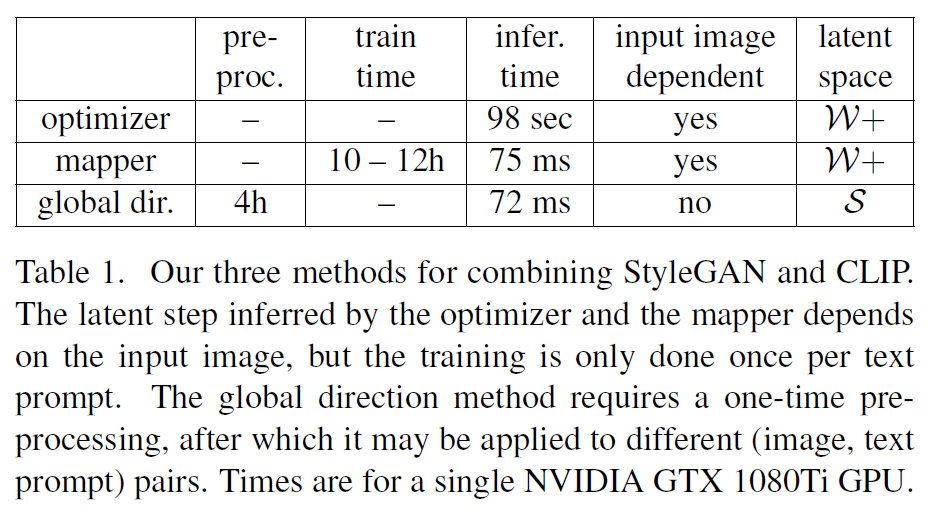 pre- train infer. input image latent
proc. time time dependent space
optimizer – – 98 sec yes 𝒲+
mapper – 10 – 12h 75 ms yes 𝒲+
global dir. 4h – 72 ms no 𝒮
Table 1. Our three methods for combining StyleGAN and CLIP.
The latent step inferred by the optimizer and the mapper depends
on the input image, but the training is only done once per text
prompt. The global direction method requires a one-time pre-
processing, after which it may be applied to different (image, text
prompt) pairs. Times are for a single NVIDIA GTX 1080Ti GPU.